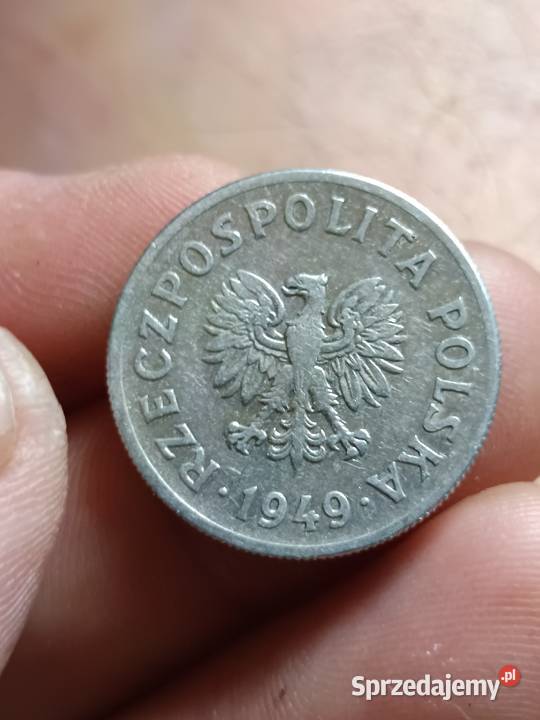 RZECZPOSPOLITA POLSKA
· 1949 ·
Sprzedajemy.pl